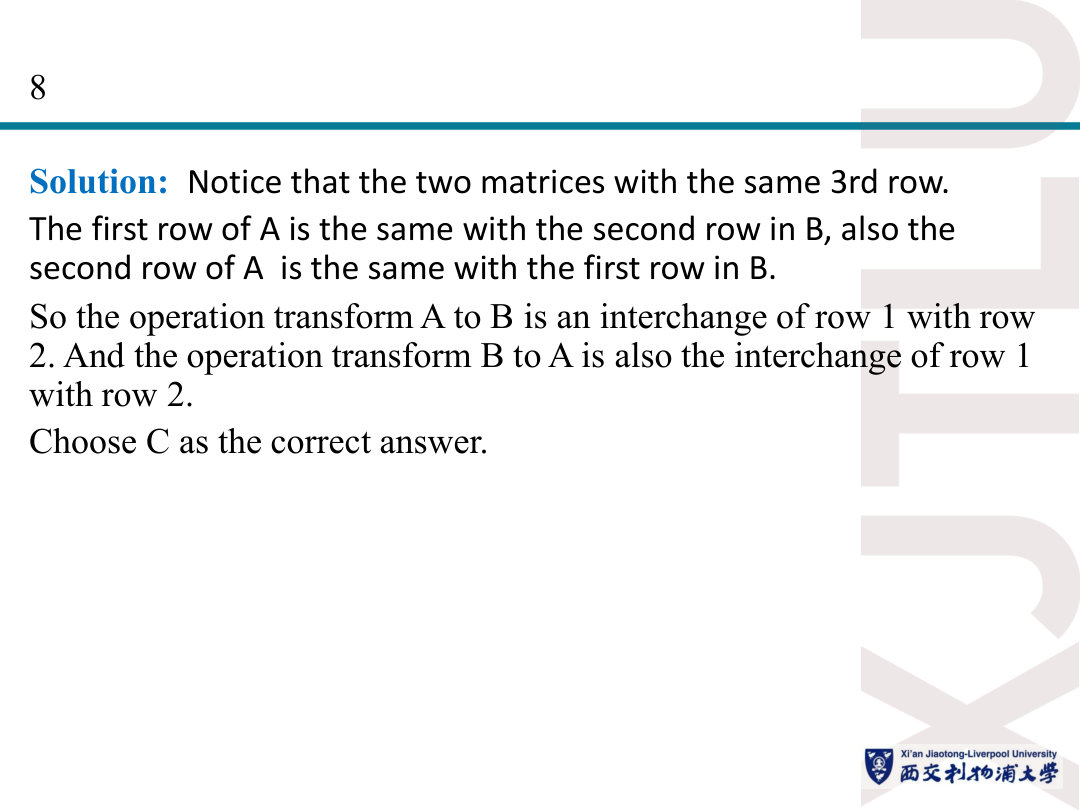 8
Solution: Notice that the two matrices with the same 3rd row.
The first row of A is the same with the second row in B, also the
second row of A is the same with the first row in B.
So the operation transform A to B is an interchange of row 1 with row
2. And the operation transform B to A is also the interchange of row 1
with row 2.
Choose C as the correct answer.
XJTLU
Xi'an Jiaotong-Liverpool University
西交利物浦大學